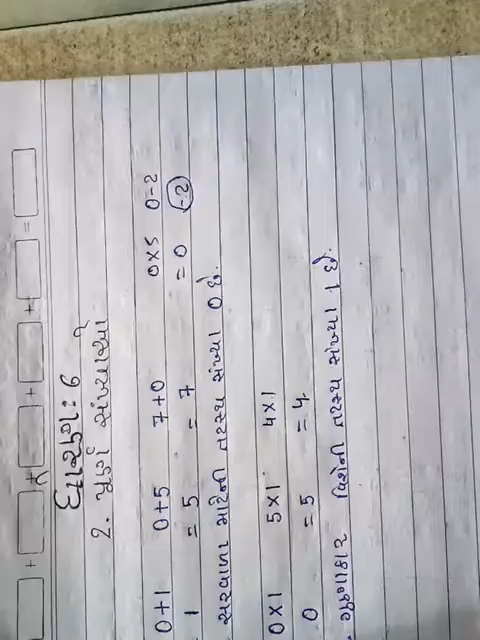 ધોરણ: 6
2. પૂર્ણ સંખ્યાઓ
0+1 0+5 7+0 0×5 0-2
1 = 5 = 7 = 0 -2
સરવાળા માટેની તટસ્થ સંખ્યા 0 છે.
0×1 5×1 4×1
0 = 5 = 4
ગુણાકાર વિશેની તટસ્થ સંખ્યા 1 છે.